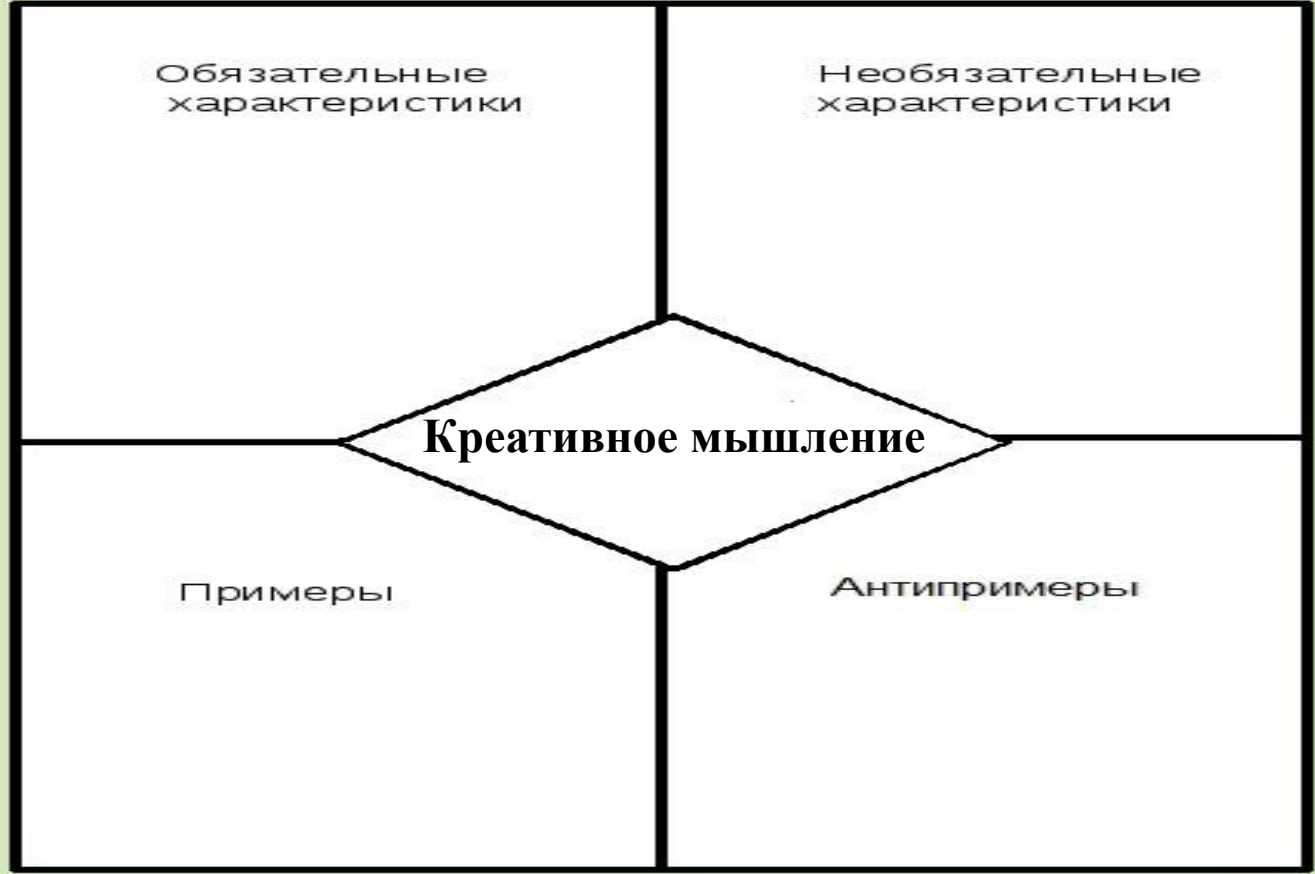 Обязательные
характеристики
Необязательные
характеристики
Креативное мышление
Примеры
Антипримеры